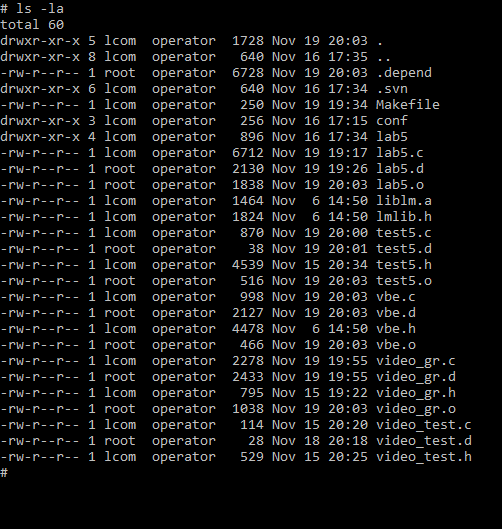 # ls -la
total 60
drwxr-xr-x 5 lcom  operator  1728 Nov 19 20:03 .
drwxr-xr-x 8 lcom  operator   640 Nov 16 17:35 ..
-rw-r--r-- 1 root  operator  6728 Nov 19 20:03 .depend
drwxr-xr-x 6 lcom  operator   640 Nov 16 17:34 .svn
-rw-r--r-- 1 lcom  operator   250 Nov 19 19:34 Makefile
drwxr-xr-x 3 lcom  operator   256 Nov 16 17:15 conf
drwxr-xr-x 4 lcom  operator   896 Nov 16 17:34 lab5
-rw-r--r-- 1 lcom  operator  6712 Nov 19 19:17 lab5.c
-rw-r--r-- 1 root  operator  2130 Nov 19 19:26 lab5.d
-rw-r--r-- 1 root  operator  1838 Nov 19 20:03 lab5.o
-rw-r--r-- 1 lcom  operator  1464 Nov  6 14:50 liblm.a
-rw-r--r-- 1 lcom  operator  1824 Nov  6 14:50 lmlib.h
-rw-r--r-- 1 lcom  operator   870 Nov 19 20:00 test5.c
-rw-r--r-- 1 root  operator    38 Nov 19 20:01 test5.d
-rw-r--r-- 1 lcom  operator  4539 Nov 15 20:34 test5.h
-rw-r--r-- 1 root  operator   516 Nov 19 20:03 test5.o
-rw-r--r-- 1 lcom  operator   998 Nov 19 20:03 vbe.c
-rw-r--r-- 1 root  operator  2127 Nov 19 20:03 vbe.d
-rw-r--r-- 1 lcom  operator  4478 Nov  6 14:50 vbe.h
-rw-r--r-- 1 root  operator   466 Nov 19 20:03 vbe.o
-rw-r--r-- 1 lcom  operator  2278 Nov 19 19:55 video_gr.c
-rw-r--r-- 1 root  operator  2433 Nov 19 19:55 video_gr.d
-rw-r--r-- 1 lcom  operator   795 Nov 15 19:22 video_gr.h
-rw-r--r-- 1 root  operator  1038 Nov 19 20:03 video_gr.o
-rw-r--r-- 1 lcom  operator   114 Nov 15 20:20 video_test.c
-rw-r--r-- 1 root  operator    28 Nov 18 20:18 video_test.d
-rw-r--r-- 1 lcom  operator   529 Nov 15 20:25 video_test.h
#